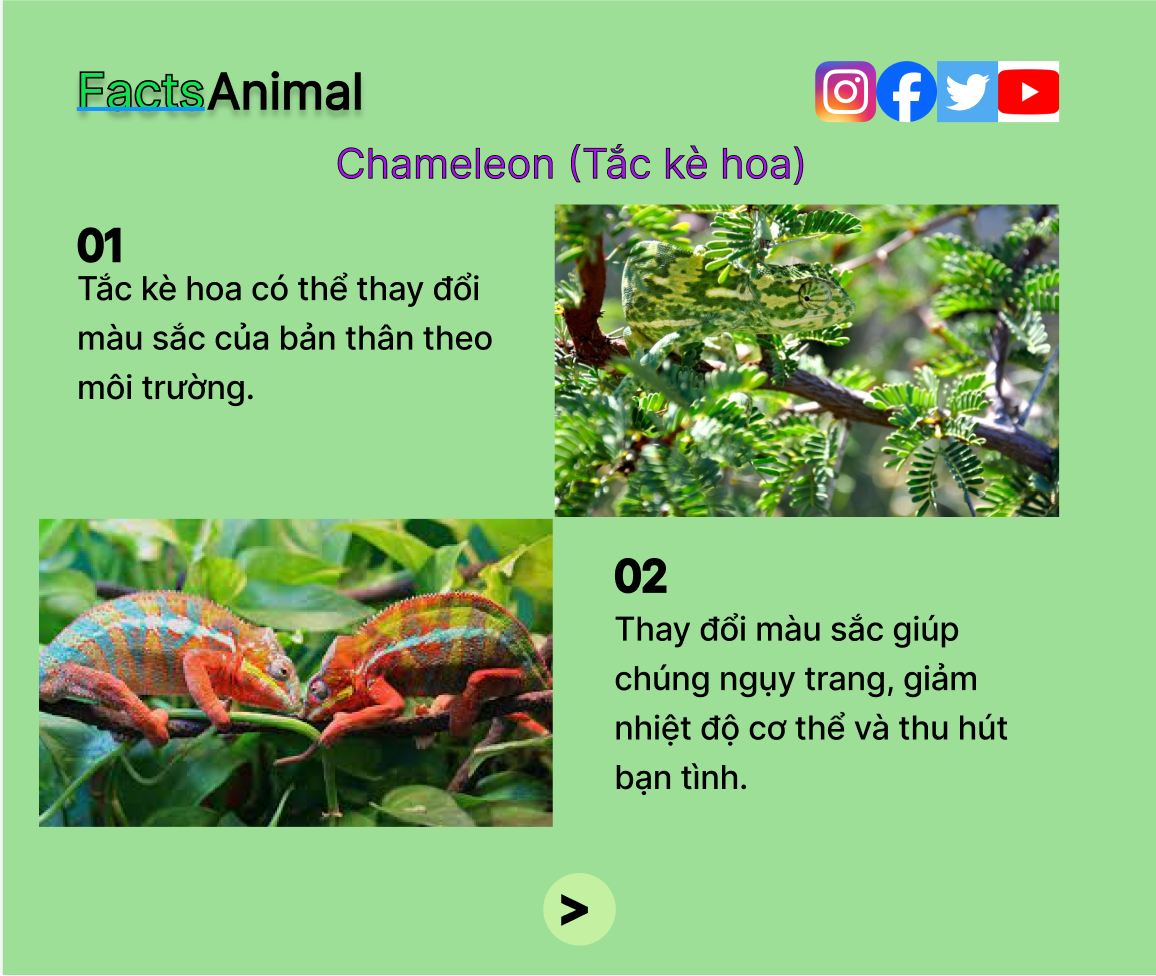 FactsAnimal
Chameleon (Tắc kè hoa)
01
Tắc kè hoa có thể thay đổi
màu sắc của bản thân theo
môi trường.
02
Thay đổi màu sắc giúp
chúng ngụy trang, giảm
nhiệt độ cơ thể và thu hút
bạn tình.
>